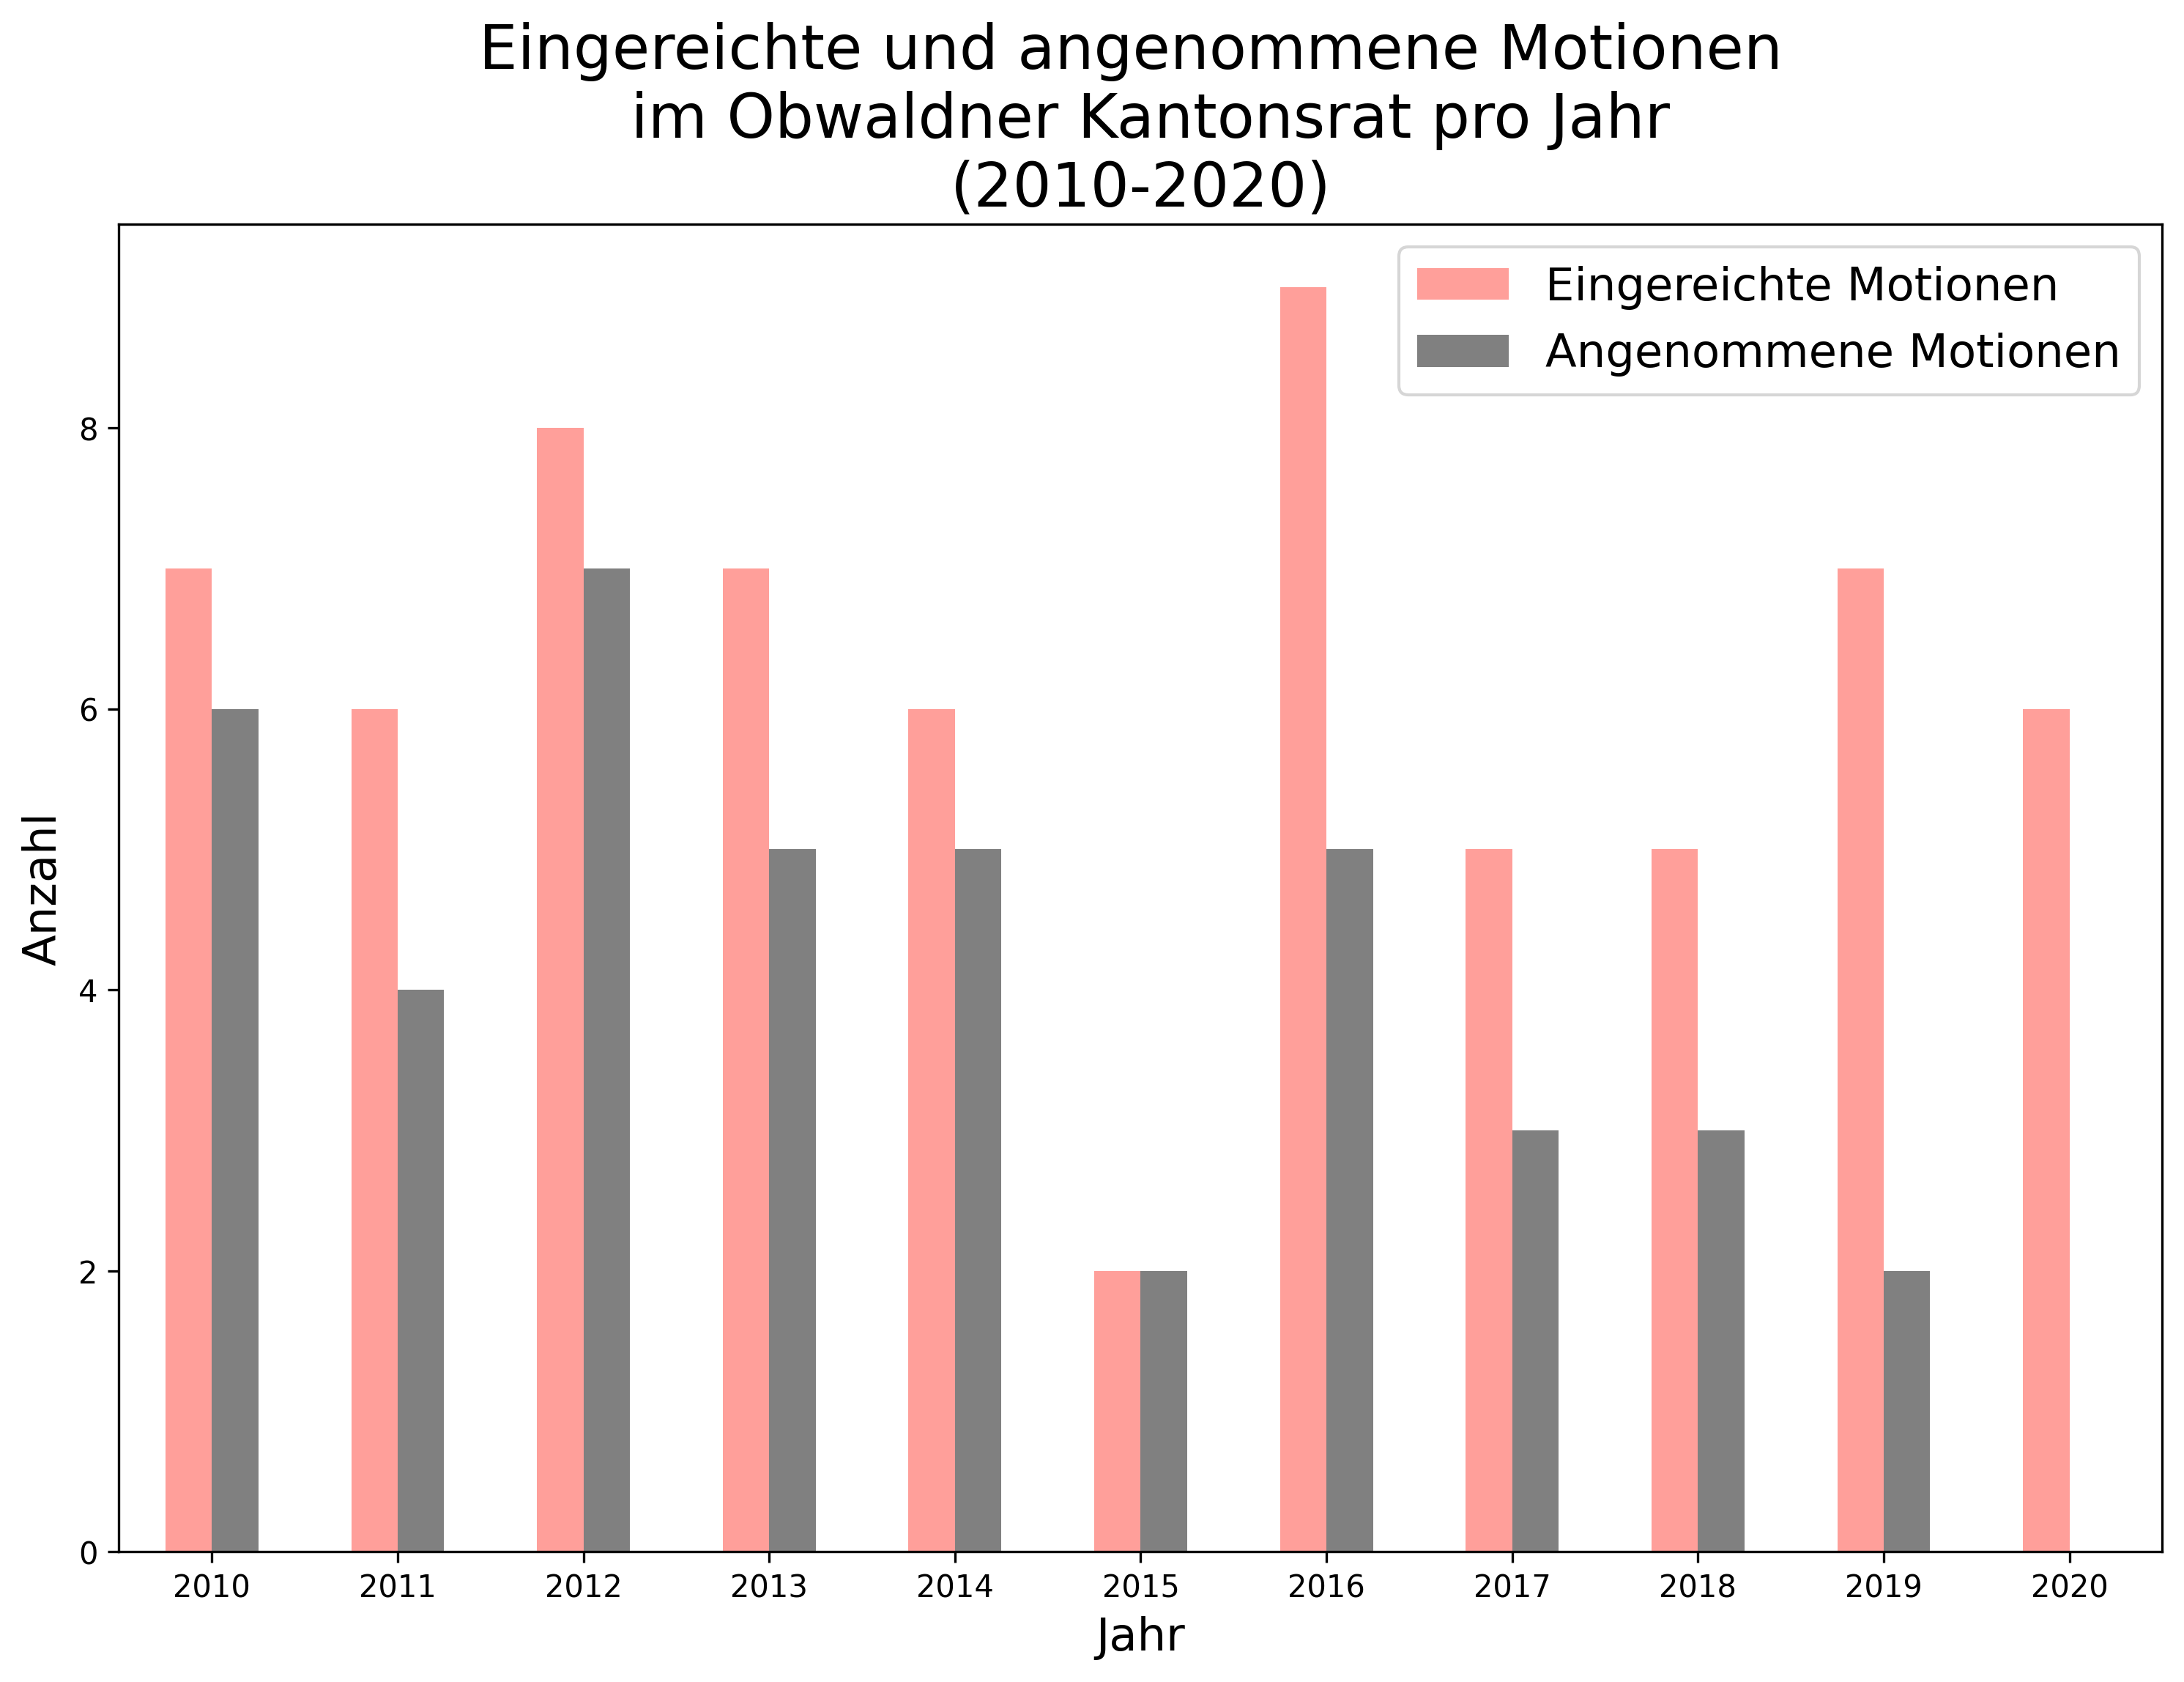 Eingereichte und angenommene Motionen
im Obwaldner Kantonsrat pro Jahr
(2010-2020)
Eingereichte Motionen
Angenommene Motionen
Anzahl
8
6
4
2
0
2010 2011 2012 2013 2014 2015 2016 2017 2018 2019 2020
Jahr